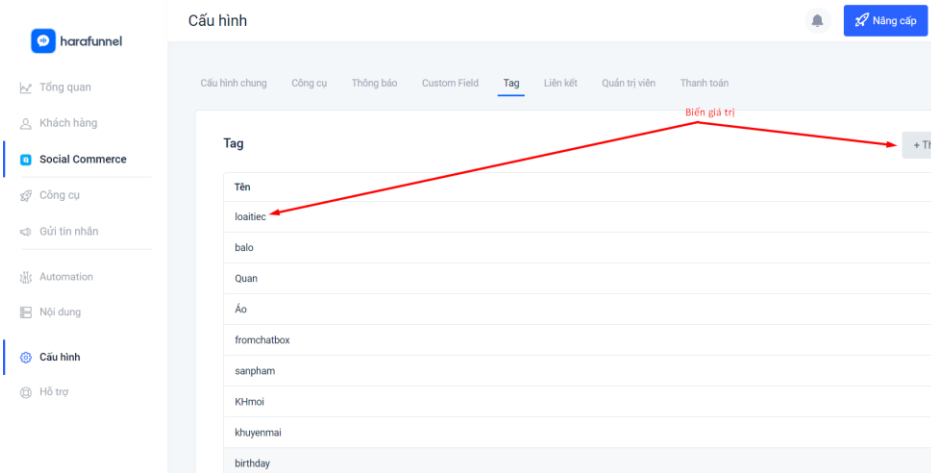 harafunnel
Cấu hình
Nâng cấp
Tổng quan
Khách hàng
Social Commerce
Công cụ
Gửi tin nhắn
Automation
Nội dung
Cấu hình
Hỗ trợ
Cấu hình chung Công cụ Thông báo Custom Field Tag Liên kết Quản trị viên Thanh toán
Biến giá trị
Tag
+ Th
Tên
loaitiec
balo
Quan
Áo
fromchatbox
sanpham
KHmoi
khuyenmai
birthday